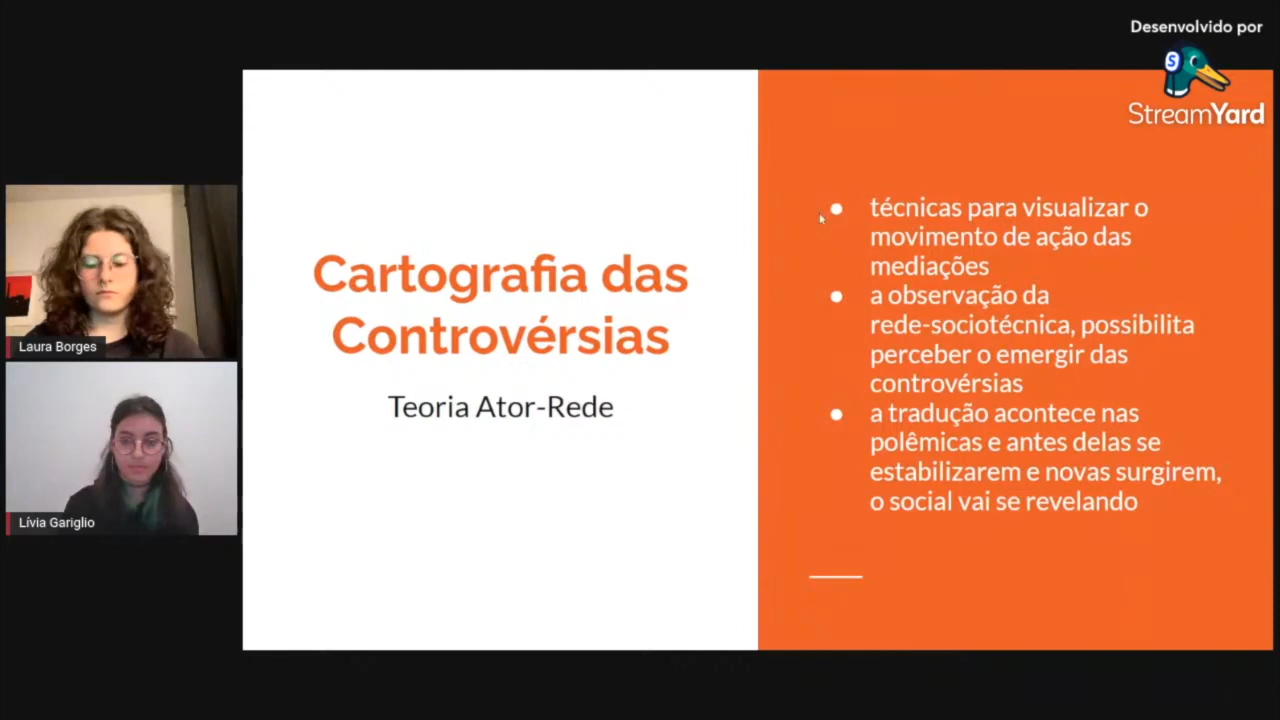 Desenvolvido por
StreamYard
Laura Borges
Lívia Gariglio
Cartografia das
Controvérsias
Teoria Ator-Rede
● técnicas para visualizar o
movimento de ação das
mediações
● a observação da
rede-sociotécnica, possibilita
perceber o emergir das
controvérsias
● a tradução acontece nas
polêmicas e antes delas se
estabilizarem e novas surgirem,
o social vai se revelando